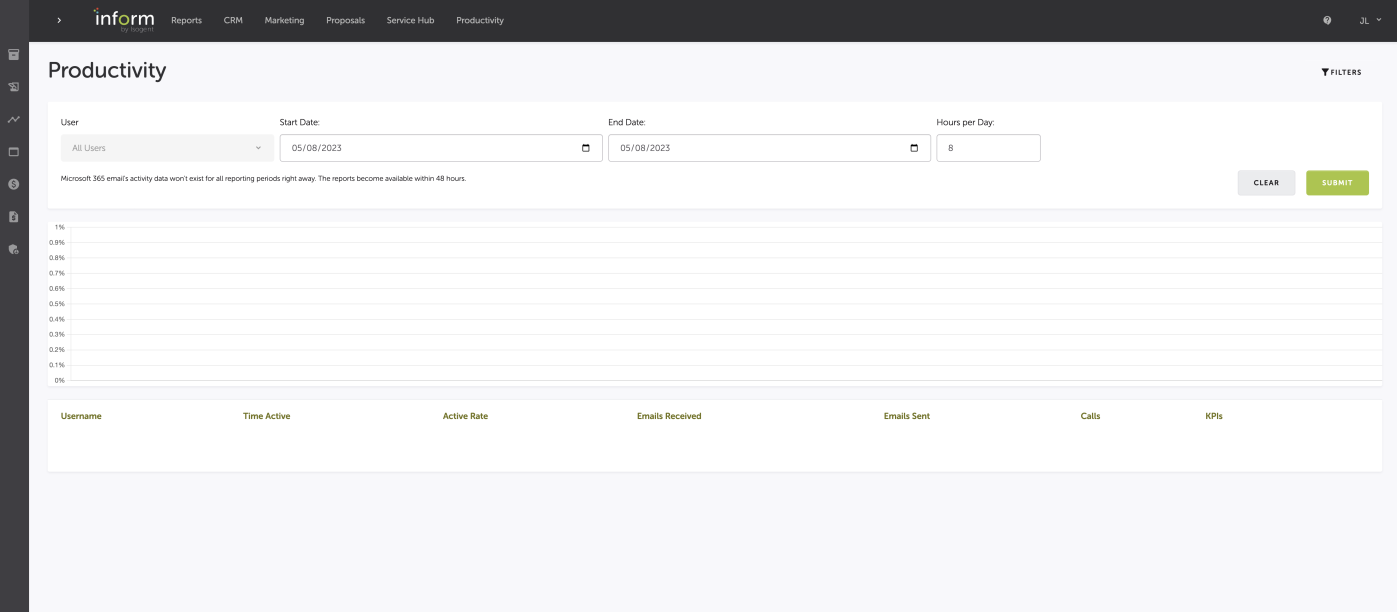 inform
by Isogent
Reports CRM Marketing Proposals Service Hub Productivity
JL
Productivity
FILTERS
User Start Date: End Date: Hours per Day:
All Users 05/08/2023 05/08/2023 8
Microsoft 365 email's activity data won't exist for all reporting periods right away. The reports become available within 48 hours.
CLEAR SUBMIT
1%
0.9%
0.8%
0.7%
0.6%
0.5%
0.4%
0.3%
0.2%
0.1%
0%
Username Time Active Active Rate Emails Received Emails Sent Calls KPIs